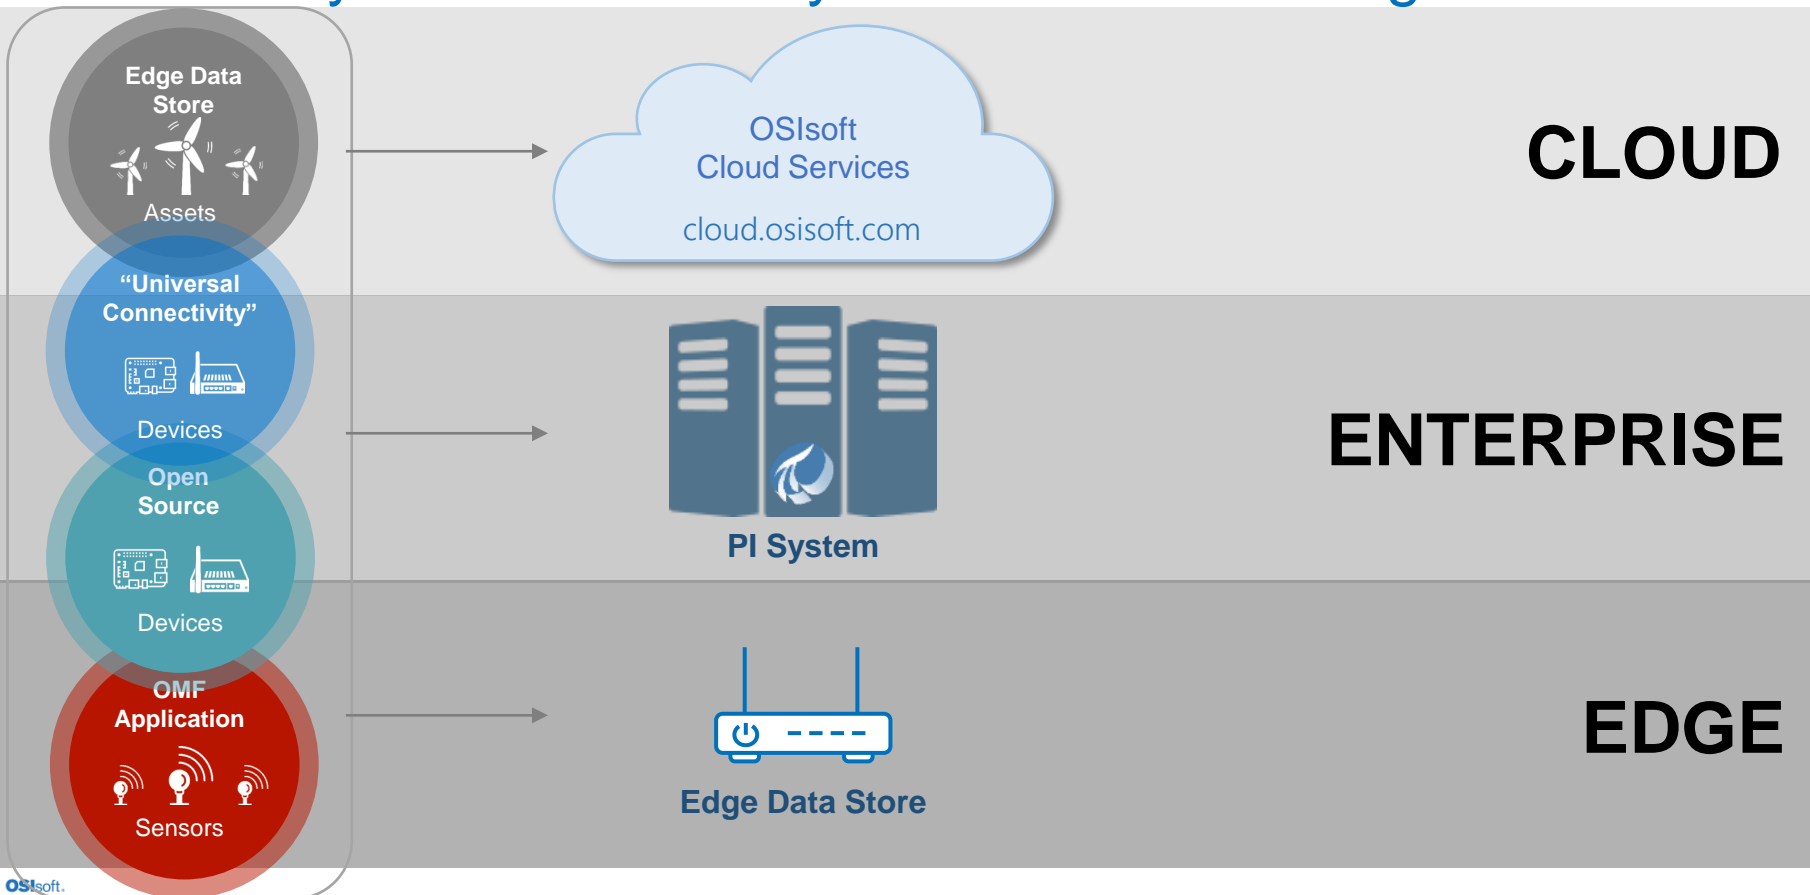 Edge Data
Store
Assets
“Universal
Connectivity”
Devices
Open
Source
Devices
OMF
Application
Sensors
OSIsoft
Cloud Services
cloud.osisoft.com
PI System
Edge Data Store
CLOUD
ENTERPRISE
EDGE
OSIsoft.